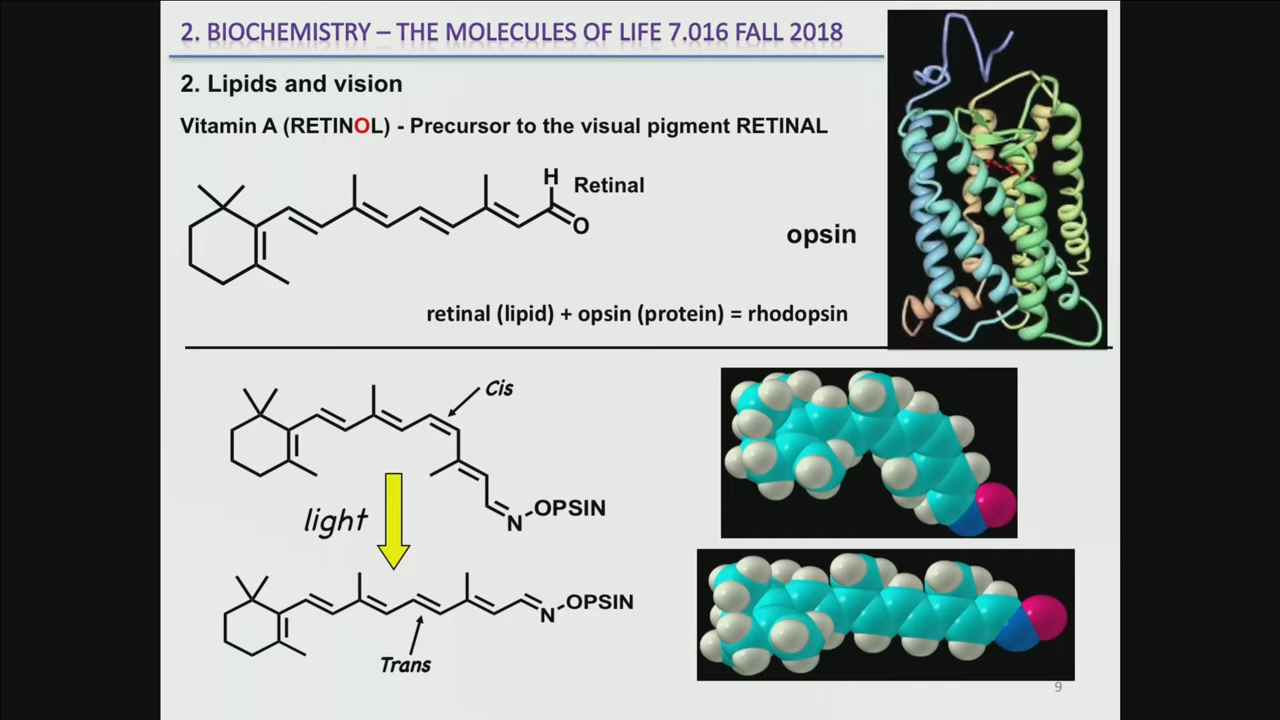 2. BIOCHEMISTRY – THE MOLECULES OF LIFE 7.016 FALL 2018
2. Lipids and vision
Vitamin A (RETINOL) - Precursor to the visual pigment RETINAL
H
Retinal
O
opsin
retinal (lipid) + opsin (protein) = rhodopsin
Cis
light
N
OPSIN
N
OPSIN
Trans
9